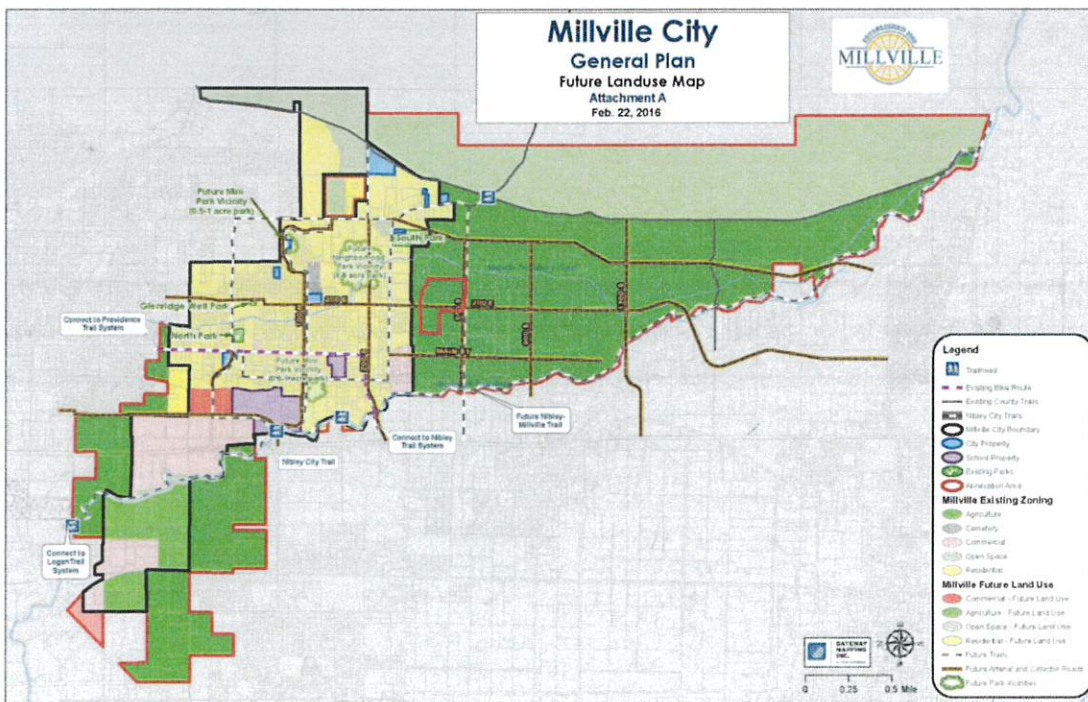 Millville City
General Plan
Future Landuse Map
Attachment A
Feb. 22, 2016
ESTABLISHED
MILLVILLE
Future Mini
Park Vicinity
(0.5-1 acre park)
South Park
Future
Neighborhood
Park Vicinity
Glenridge Well Park
Connect to Providence
Trail System
North Park
Future Mini
Park Vicinity
Future Nibley-
Millville Trail
Connect to Nibley
Trail System
Nibley City Trail
Connect to
Logan Trail
System
Legend
Trailhead
Existing Bike Route
Existing County Trails
Nibley City Trails
Millville City Boundary
City Property
School Property
Existing Parks
Annexation Area
Millville Existing Zoning
Agriculture
Cemetery
Commercial
Open Space
Residential
Millville Future Land Use
Commercial - Future Land Use
Agriculture - Future Land Use
Open Space - Future Land Use
Residential - Future Land Use
Future Trails
Future Arterial and Collector Roads
Future Park Vicinities
GATEWAY
MAPPING
INC.
0 0.25 0.5 Mile